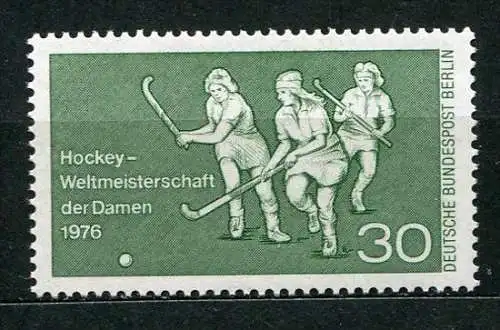 Hockey-
Weltmeisterschaft
der Damen
1976
30
DEUTSCHE BUNDESPOST BERLIN